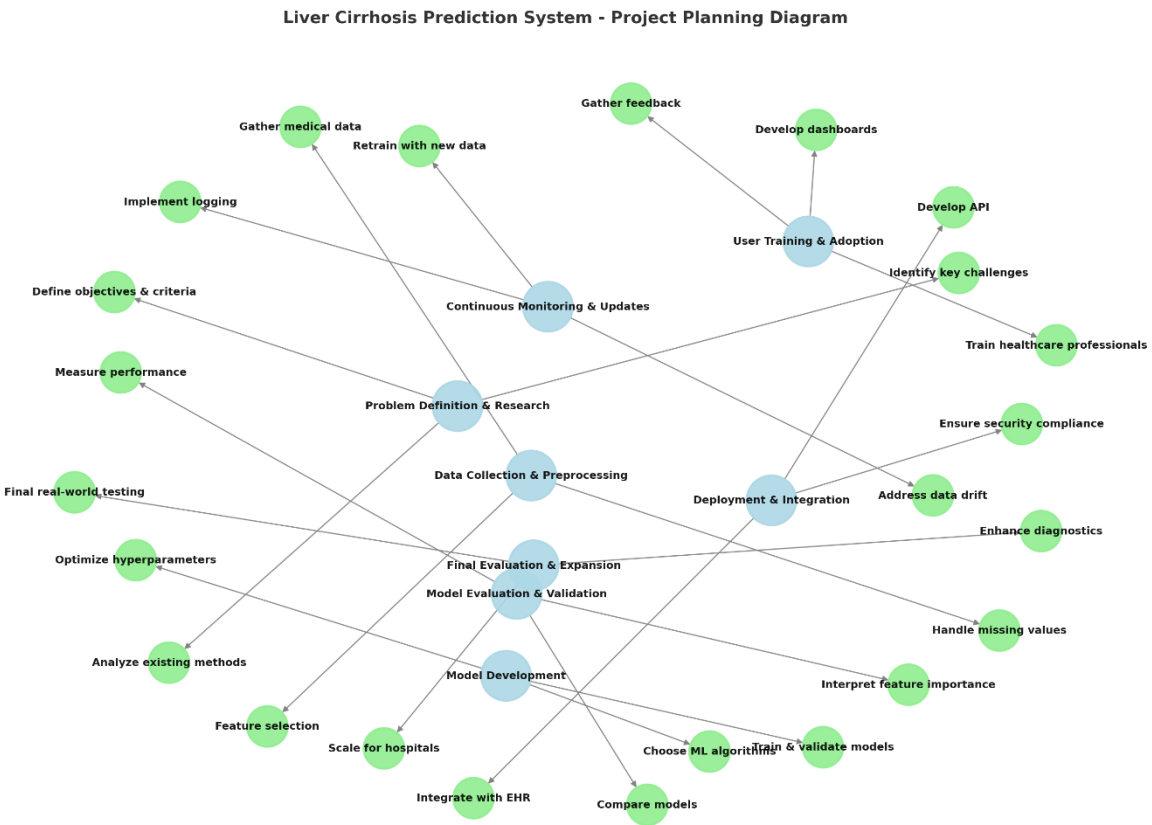 Liver Cirrhosis Prediction System - Project Planning Diagram
Gather feedback
Gather medical data
Develop dashboards
Retrain with new data
Implement logging
Develop API
User Training & Adoption
Identify key challenges
Define objectives & criteria
Continuous Monitoring & Updates
Train healthcare professionals
Measure performance
Problem Definition & Research
Ensure security compliance
Data Collection & Preprocessing
Final real-world testing
Address data drift
Deployment & Integration
Enhance diagnostics
Optimize hyperparameters
Final Evaluation & Expansion
Model Evaluation & Validation
Handle missing values
Analyze existing methods
Model Development
Interpret feature importance
Feature selection
Scale for hospitals
Choose ML algorithms
Train & validate models
Integrate with EHR
Compare models